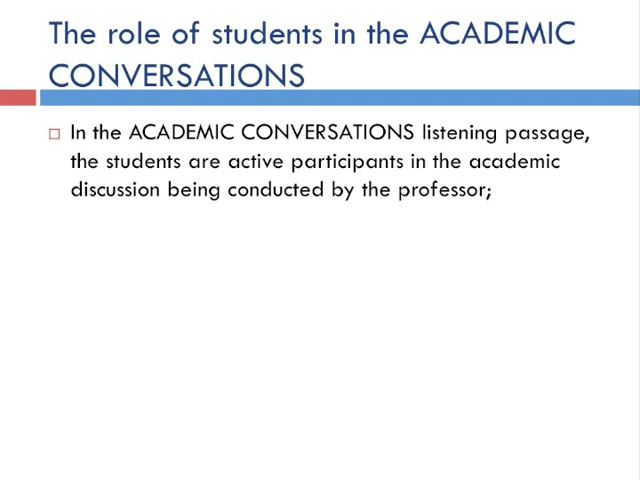 The role of students in the ACADEMIC
CONVERSATIONS
In the ACADEMIC CONVERSATIONS listening passage,
the students are active participants in the academic
discussion being conducted by the professor;